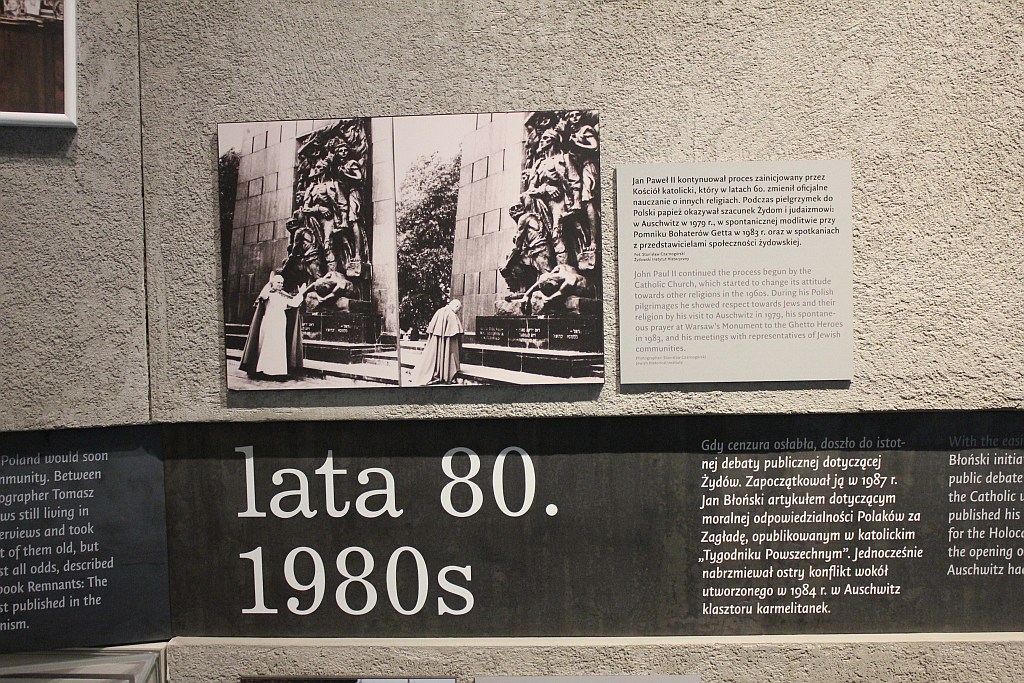 Jan Paweł II kontynuował proces zainicjowany przez
Kościół katolicki, który w latach 60. zmienił oficjalne
nauczanie o innych religiach. Podczas pielgrzymek do
Polski papież okazywał szacunek Żydom i judaizmowi:
w Auschwitz w 1979 r., w spontanicznej modlitwie przy
Pomniku Bohaterów Getta w 1983 r. oraz w spotkaniach
z przedstawicielami społeczności żydowskiej.
fot. Stanisław Czarnogórski
Żydowski Instytut Historyczny
John Paul II continued the process begun by the
Catholic Church, which started to change its attitude
towards other religions in the 1960s. During his Polish
pilgrimages he showed respect towards Jews and their
religion by his visit to Auschwitz in 1979, his spontane-
ous prayer at Warsaw's Monument to the Ghetto Heroes
in 1983, and his meetings with representatives of Jewish
communities.
Poland would soon
mmunity. Between
ographer Tomasz
ws still living in
erviews and took
t of them old, but
st all odds, described
book Remnants: The
st published in the
nism.
lata 80.
1980s
Gdy cenzura osłabła, doszło do istot-
nej debaty publicznej dotyczącej
Żydów. Zapoczątkował ją w 1987 r.
Jan Błoński artykułem dotyczącym
moralnej odpowiedzialności Polaków za
Zagładę, opublikowanym w katolickim
„Tygodniku Powszechnym”. Jednocześnie
nabrzmiewał ostry konflikt wokół
utworzonego w 1984 r. w Auschwitz
klasztoru karmelitanek.
With the easi
Błoński initia
public debate
the Catholic
published his
for the Holoc
the opening o
Auschwitz had